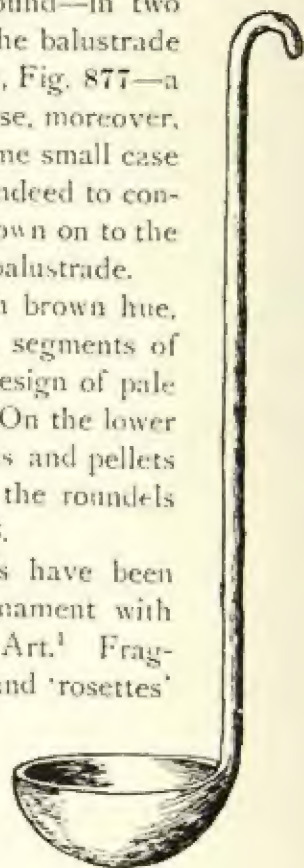 ound—in two
he balustrade
, Fig. 877—a
se, moreover,
me small case
ndeed to con-
own on to the
balustrade.
n brown hue,
segments of
esign of pale
On the lower
s and pellets
the roundels
s have been
nament with
Art.¹ Frag-
nd 'rosettes'